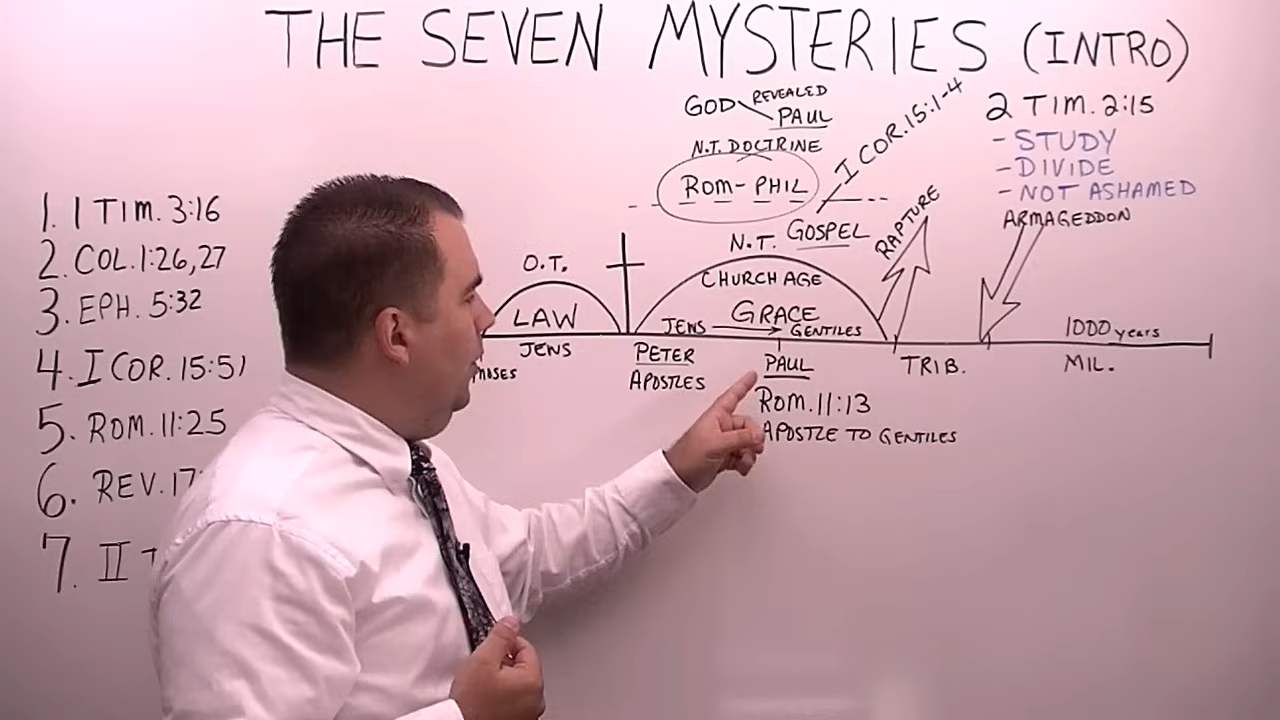 THE SEVEN MYSTERIES (INTRO)
1. 1 TIM. 3:16
2. COL. 1:26,27
3. EPH. 5:32
4. I COR. 15:51
5. ROM. 11:25
6. REV. 17
7. II T
GOD REVEALED
PAUL
N.T. DOCTRINE
ROM - PHIL
I COR. 15:1-4
N.T. GOSPEL
RAPTURE
2 TIM. 2:15
- STUDY
- DIVIDE
- NOT ASHAMED
ARMAGEDDON
O.T.
LAW
JEWS
CHURCH AGE
GRACE
JEWS GENTILES
PETER
APOSTLES
PAUL
ROM. 11:13
APOSTLE TO GENTILES
TRIB.
1000 years
MIL.